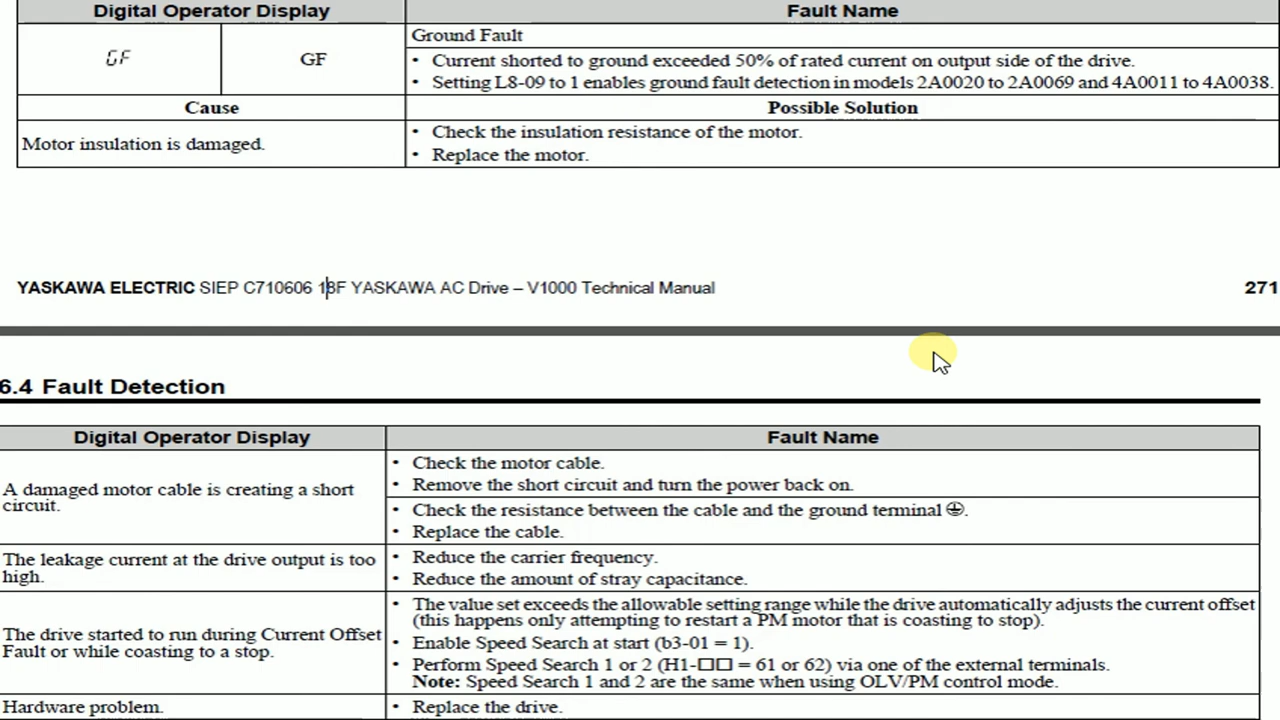 Digital Operator Display Fault Name
GF GF Ground Fault
• Current shorted to ground exceeded 50% of rated current on output side of the drive.
• Setting L8-09 to 1 enables ground fault detection in models 2A0020 to 2A0069 and 4A0011 to 4A0038.
Cause Possible Solution
Motor insulation is damaged.
• Check the insulation resistance of the motor.
• Replace the motor.
YASKAWA ELECTRIC SIEP C710606 18F YASKAWA AC Drive – V1000 Technical Manual 271
6.4 Fault Detection
Digital Operator Display Fault Name
A damaged motor cable is creating a short
circuit.
• Check the motor cable.
• Remove the short circuit and turn the power back on.
• Check the resistance between the cable and the ground terminal ⏚.
• Replace the cable.
The leakage current at the drive output is too
high.
• Reduce the carrier frequency.
• Reduce the amount of stray capacitance.
The drive started to run during Current Offset
Fault or while coasting to a stop.
• The value set exceeds the allowable setting range while the drive automatically adjusts the current offset
(this happens only attempting to restart a PM motor that is coasting to stop).
• Enable Speed Search at start (b3-01 = 1).
• Perform Speed Search 1 or 2 (H1-□□ = 61 or 62) via one of the external terminals.
Note: Speed Search 1 and 2 are the same when using OLV/PM control mode.
Hardware problem.
• Replace the drive.